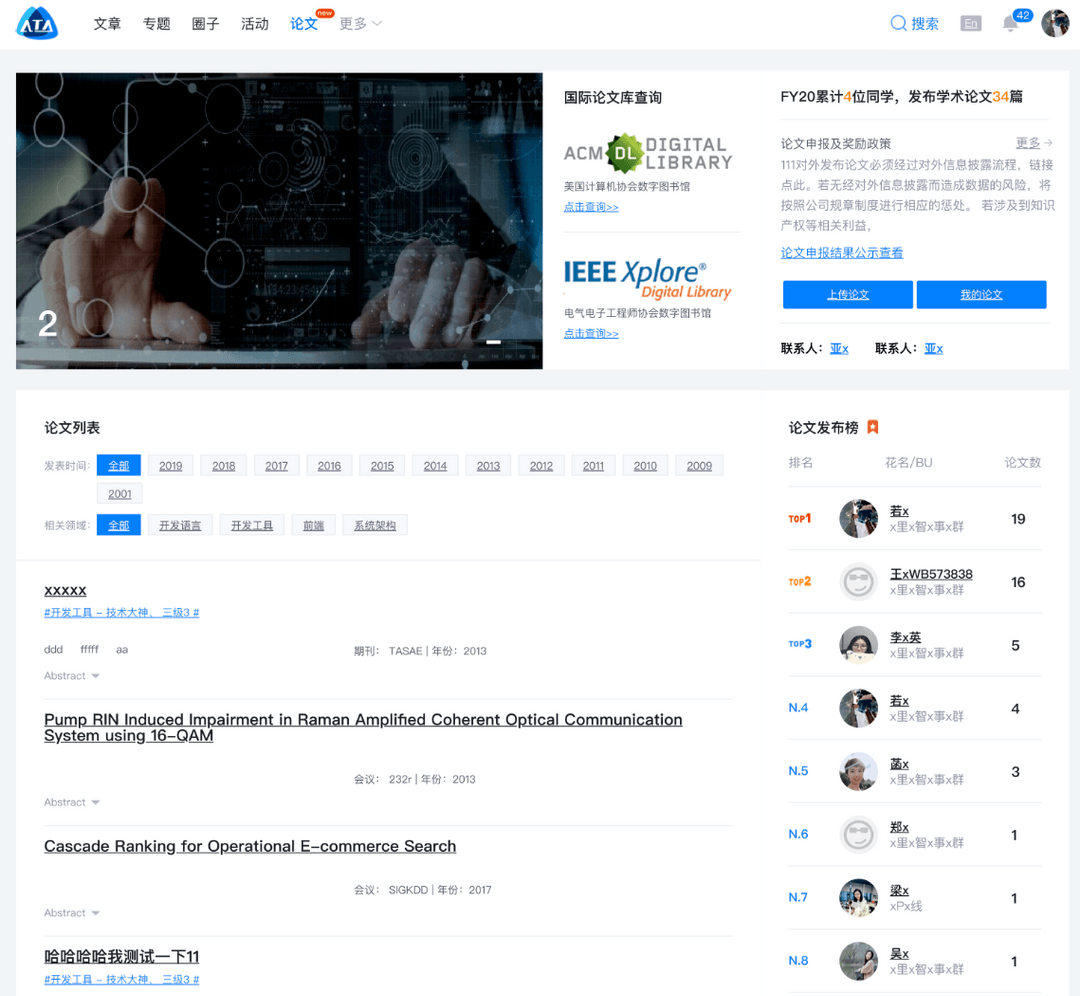 ATA
文章 专题 圈子 活动 论文 new 更多
搜索 En 42
2
国际论文库查询
ACM DL DIGITAL LIBRARY
美国计算机协会数字图书馆
点击查询>>
IEEE Xplore®
Digital Library
电气电子工程师协会数字图书馆
点击查询>>
FY20累计4位同学，发布学术论文34篇
论文申报及奖励政策 更多
111对外发布论文必须经过对外信息披露流程，链接
点此。若无经对外信息披露而造成数据的风险，将
按照公司规章制度进行相应的惩处。 若涉及到知识
产权等相关利益，
论文申报结果公示查看
上传论文 我的论文
联系人：亚x 联系人：亚x
论文列表
发表时间: 全部 2019 2018 2017 2016 2015 2014 2013 2012 2011 2010 2009
2001
相关领域: 全部 开发语言 开发工具 前端 系统架构
xxxxx
#开发工具 - 技术大神、 三级3 #
ddd fffff aa 期刊： TASAE | 年份：2013
Abstract
Pump RIN Induced Impairment in Raman Amplified Coherent Optical Communication
System using 16-QAM
会议： 232r | 年份：2013
Abstract
Cascade Ranking for Operational E-commerce Search
会议： SIGKDD | 年份：2017
Abstract
哈哈哈哈我测试一下11
#开发工具 - 技术大神、 三级3 #
论文发布榜
排名 花名/BU 论文数
TOP1 若x 19
x里x智x事x群
TOP2 王xWB573838 16
x里x智x事x群
TOP3 李x英 5
x里x智x事x群
N.4 若x 4
x里x智x事x群
N.5 菡x 3
x里x智x事x群
N.6 郑x 1
x里x智x事x群
N.7 梁x 1
xPx线
N.8 吴x 1
x里x智x事x群